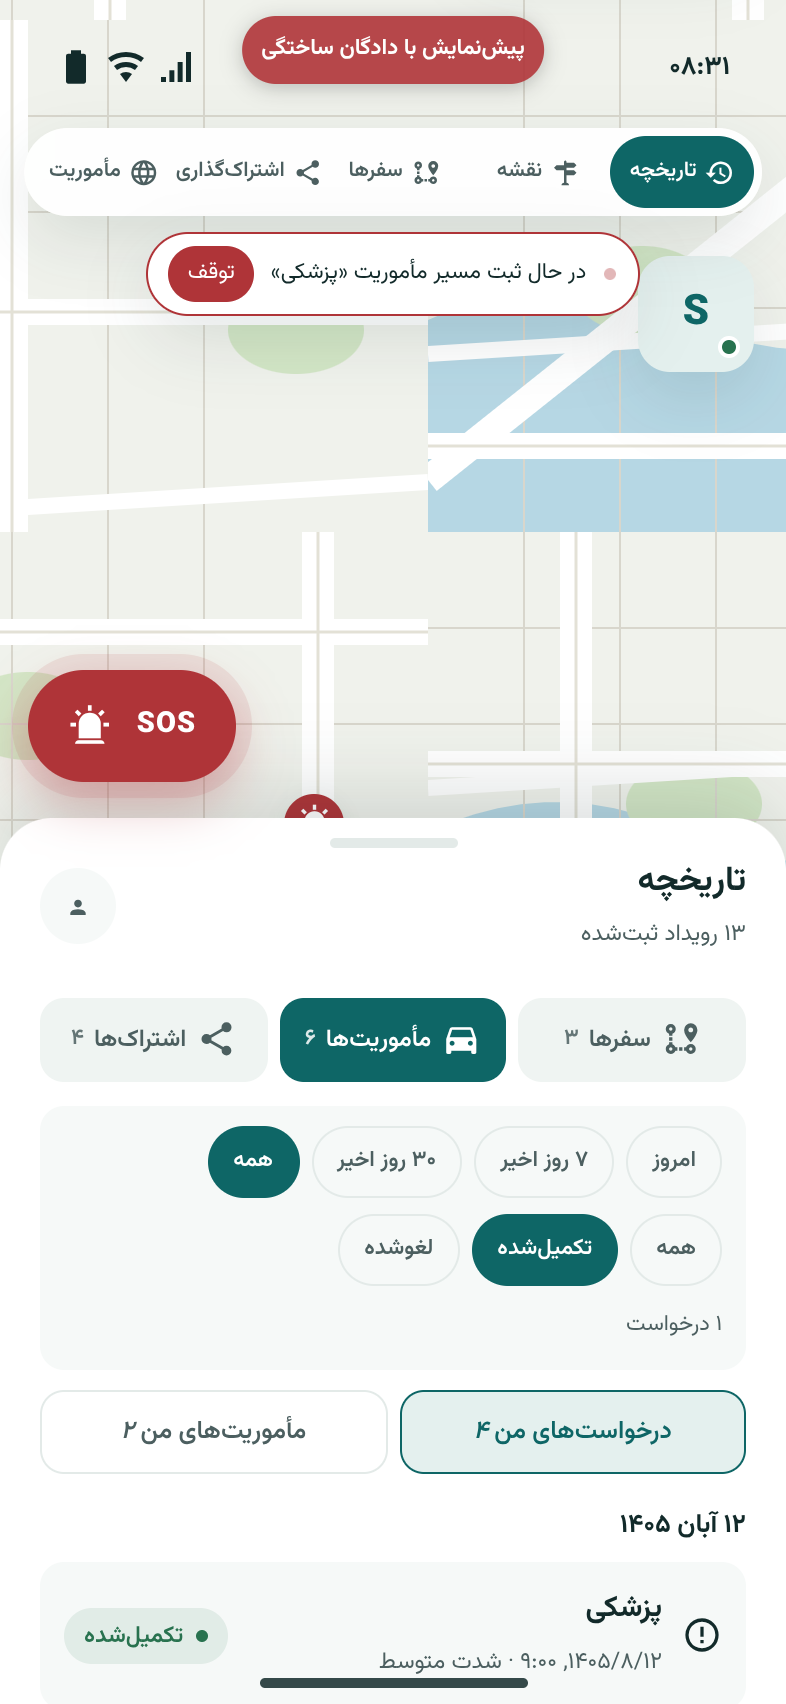 پیش‌نمایش با دادگان ساختگی
۰۸:۳۱
تاریخچه
نقشه
سفرها
اشتراک‌گذاری
مأموریت
در حال ثبت مسیر مأموریت «پزشکی»
توقف
S
SOS
تاریخچه
۱۳ رویداد ثبت‌شده
سفرها ۳
مأموریت‌ها ۶
اشتراک‌ها ۴
امروز
۷ روز اخیر
۳۰ روز اخیر
همه
همه
تکمیل‌شده
لغوشده
۱ درخواست
درخواست‌های من ۴
مأموریت‌های من ۲
۱۲ آبان ۱۴۰۵
پزشکی
تکمیل‌شده
۱۴۰۵/۸/۱۲, ۹:۰۰ · شدت متوسط